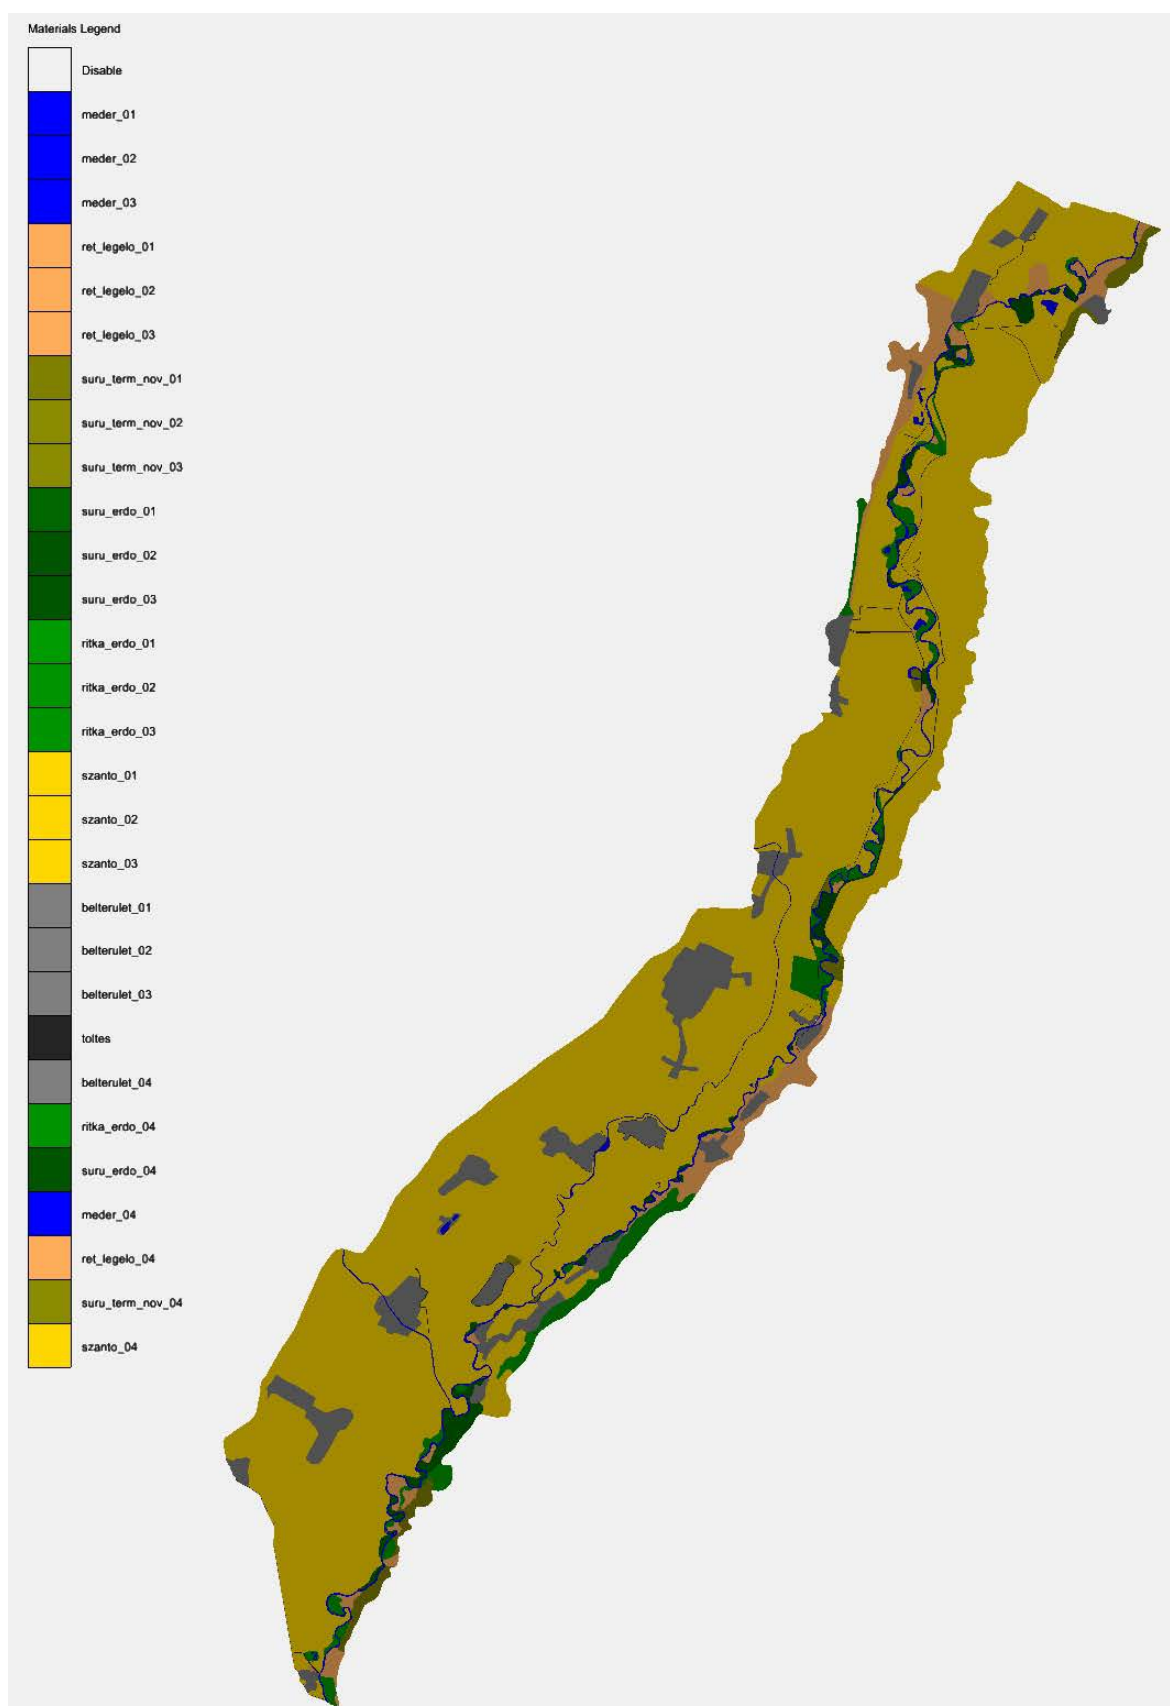 Materials Legend
Disable
meder_01
meder_02
meder_03
ret_legelo_01
ret_legelo_02
ret_legelo_03
suru_term_nov_01
suru_term_nov_02
suru_term_nov_03
suru_erdo_01
suru_erdo_02
suru_erdo_03
ritka_erdo_01
ritka_erdo_02
ritka_erdo_03
szanto_01
szanto_02
szanto_03
belterulet_01
belterulet_02
belterulet_03
toltes
belterulet_04
ritka_erdo_04
suru_erdo_04
meder_04
ret_legelo_04
suru_term_nov_04
szanto_04